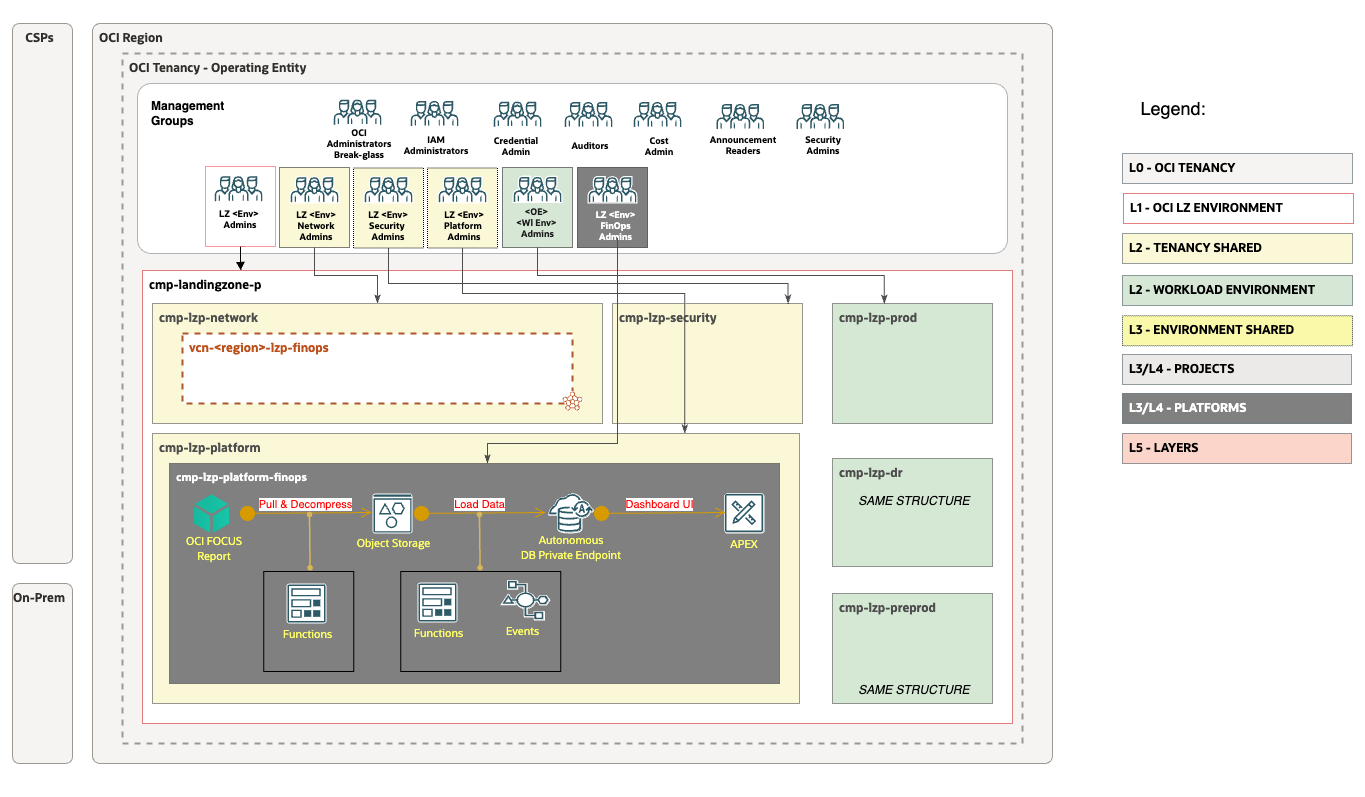 CSPs
On-Prem
OCI Region
OCI Tenancy - Operating Entity
Management
Groups
OCI
Administrators
Break-glass
IAM
Administrators
Credential
Admin
Auditors
Cost
Admin
Announcement
Readers
Security
Admins
LZ <Env>
Admins
LZ <Env>
Network
Admins
LZ <Env>
Security
Admins
LZ <Env>
Platform
Admins
<OE>
<Wl Env>
Admins
LZ <Env>
FinOps
Admins
cmp-landingzone-p
cmp-lzp-network
vcn-<region>-lzp-finops
cmp-lzp-security
cmp-lzp-prod
cmp-lzp-platform
cmp-lzp-platform-finops
Pull & Decompress
Load Data
Dashboard UI
OCI FOCUS
Report
Object Storage
Autonomous
DB Private Endpoint
APEX
Functions
Functions
Events
cmp-lzp-dr
SAME STRUCTURE
cmp-lzp-preprod
SAME STRUCTURE
Legend:
L0 - OCI TENANCY
L1 - OCI LZ ENVIRONMENT
L2 - TENANCY SHARED
L2 - WORKLOAD ENVIRONMENT
L3 - ENVIRONMENT SHARED
L3/L4 - PROJECTS
L3/L4 - PLATFORMS
L5 - LAYERS